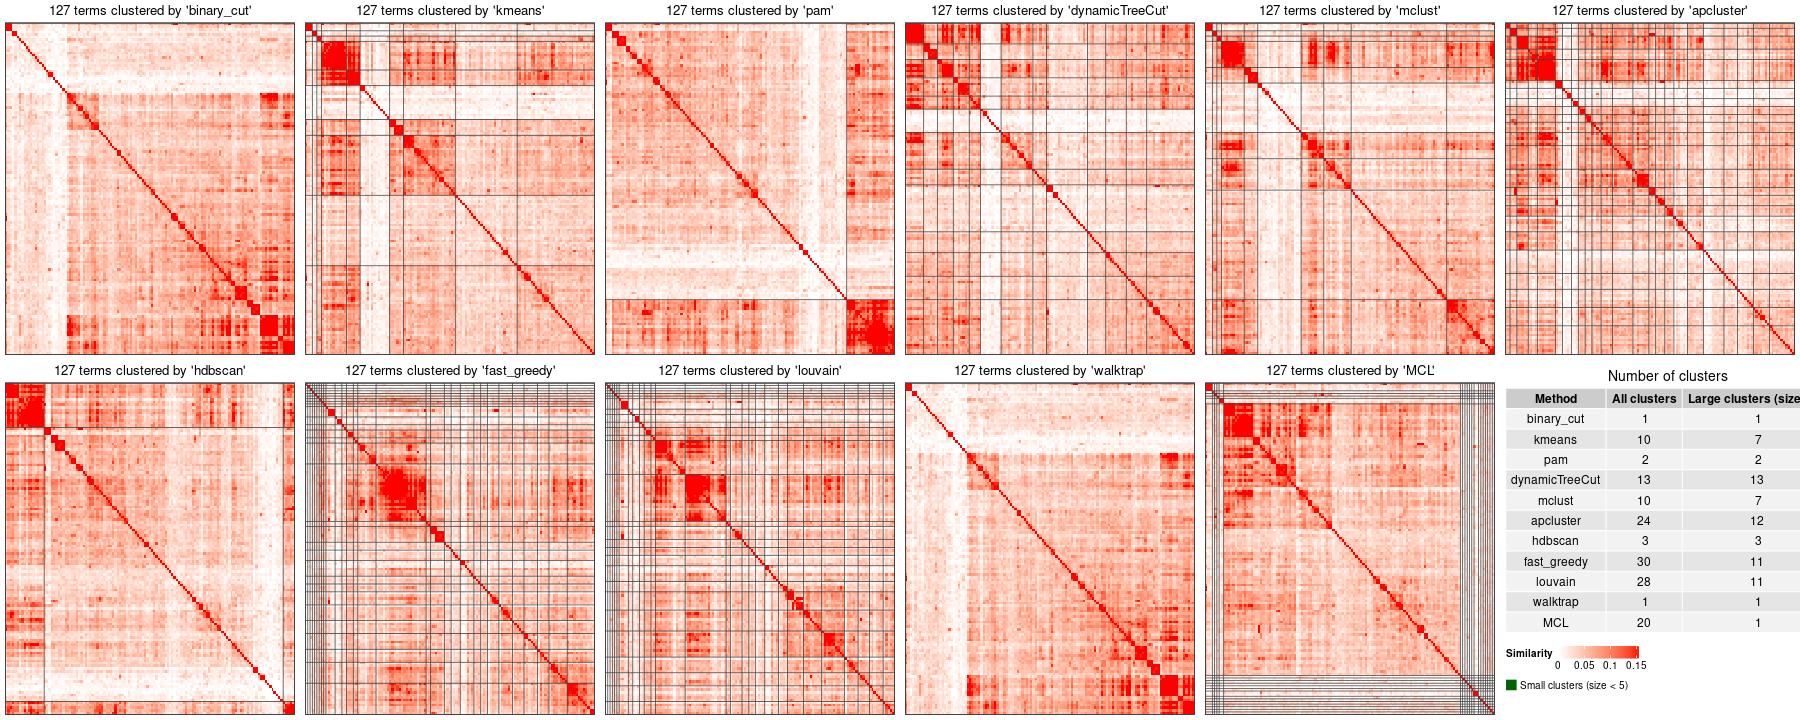 127 terms clustered by 'binary_cut'
127 terms clustered by 'kmeans'
127 terms clustered by 'pam'
127 terms clustered by 'dynamicTreeCut'
127 terms clustered by 'mclust'
127 terms clustered by 'apcluster'
127 terms clustered by 'hdbscan'
127 terms clustered by 'fast_greedy'
127 terms clustered by 'louvain'
127 terms clustered by 'walktrap'
127 terms clustered by 'MCL'
Number of clusters
Method All clusters Large clusters (size
binary_cut 1 1
kmeans 10 7
pam 2 2
dynamicTreeCut 13 13
mclust 10 7
apcluster 24 12
hdbscan 3 3
fast_greedy 30 11
louvain 28 11
walktrap 1 1
MCL 20 1
Similarity
0 0.05 0.1 0.15
Small clusters (size < 5)